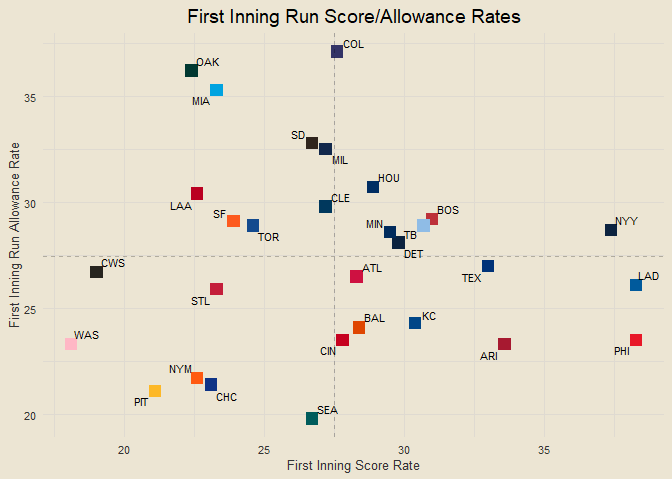 First Inning Run Score/Allowance Rates
COL
OAK
MIA
35
SD
MIL
HOU
LAA
CLE
SF
BOS
30
NYY
MIN
TB
TOR
DET
First Inning Run Allowance Rate
CWS
ATL
TEX
LAD
STL
25
BAL
KC
WAS
CIN
ARI
PHI
NYM
PIT
CHC
SEA
20
20
25
30
35
First Inning Score Rate